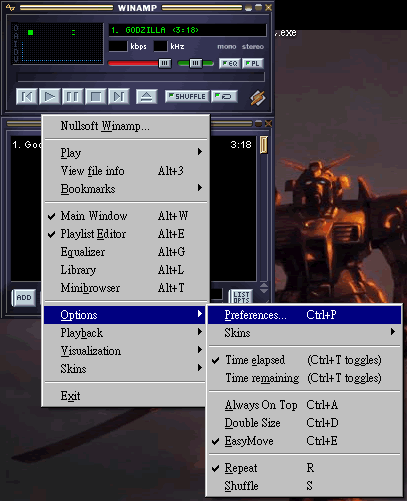 WINAMP
1. GODZILLA <3:18>
kbps
kHz
mono stereo
EQ
PL
SHUFFLE
.exe
Nullsoft Winamp...
1. Go
3:18
Play
View file info Alt+3
Bookmarks
Main Window Alt+W
Playlist Editor Alt+E
Equalizer Alt+G
Library Alt+L
Minibrowser Alt+T
ADD
LIST
OPTS
Options
Playback
Visualization
Skins
Exit
Preferences... Ctrl+P
Skins
Time elapsed (Ctrl+T toggles)
Time remaining (Ctrl+T toggles)
Always On Top Ctrl+A
Double Size Ctrl+D
EasyMove Ctrl+E
Repeat R
Shuffle S